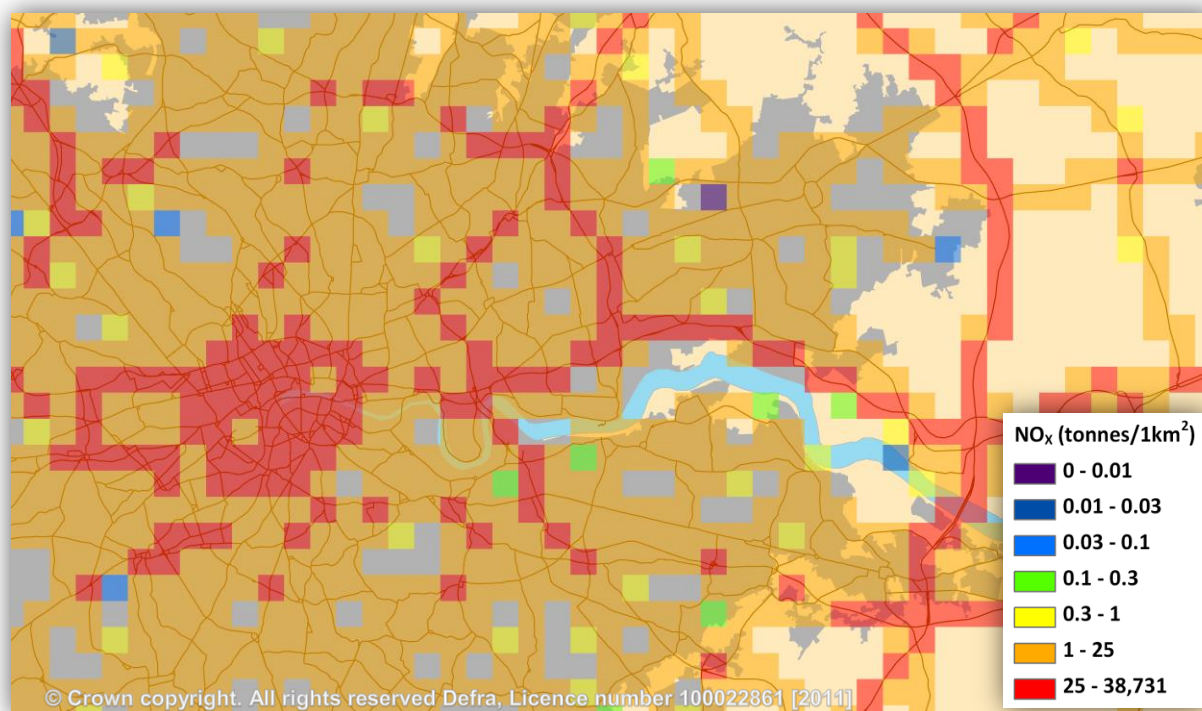 NOX (tonnes/1km²)
0 - 0.01
0.01 - 0.03
0.03 - 0.1
0.1 - 0.3
0.3 - 1
1 - 25
25 - 38,731
© Crown copyright. All rights reserved Defra, Licence number 100022861 [2011]